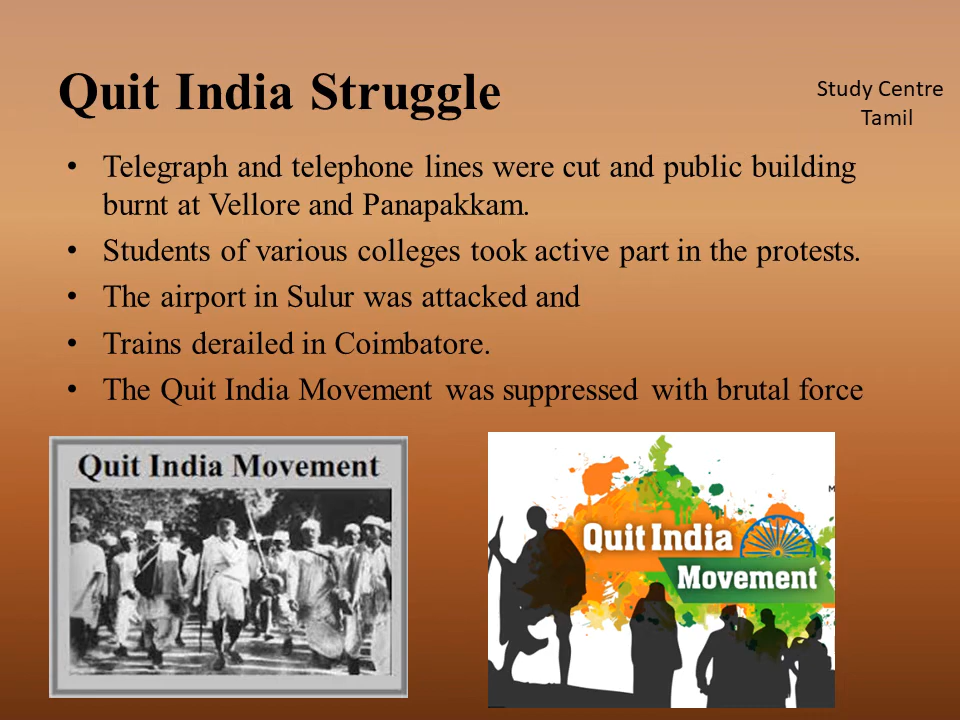 Quit India Struggle
Study Centre
Tamil
• Telegraph and telephone lines were cut and public building
burnt at Vellore and Panapakkam.
• Students of various colleges took active part in the protests.
• The airport in Sulur was attacked and
• Trains derailed in Coimbatore.
• The Quit India Movement was suppressed with brutal force
Quit India Movement
Quit India
Movement